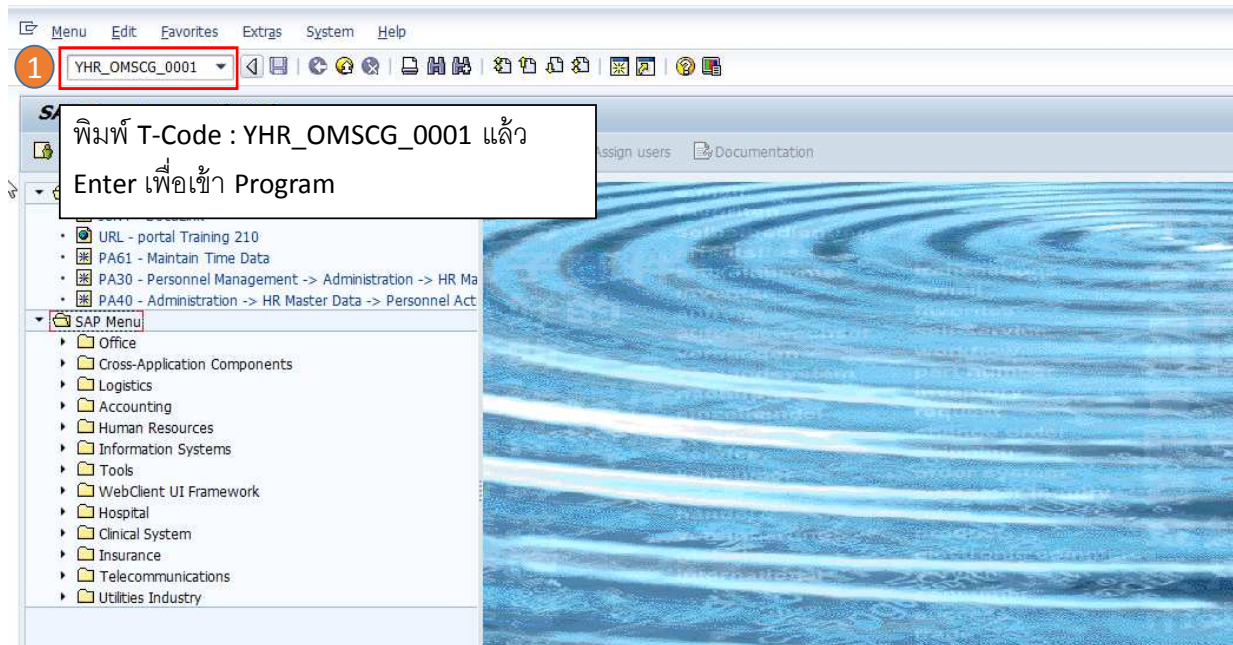 Menu Edit Favorites Extras System Help
1 YHR_OMSCG_0001
SA
พิมพ์ T-Code : YHR_OMSCG_0001 แล้ว
Enter เพื่อเข้า Program
Assign users Documentation
URL - portal Training 210
PA61 - Maintain Time Data
PA30 - Personnel Management -> Administration -> HR Ma
PA40 - Administration -> HR Master Data -> Personnel Act
SAP Menu
Office
Cross-Application Components
Logistics
Accounting
Human Resources
Information Systems
Tools
WebClient UI Framework
Hospital
Clinical System
Insurance
Telecommunications
Utilities Industry